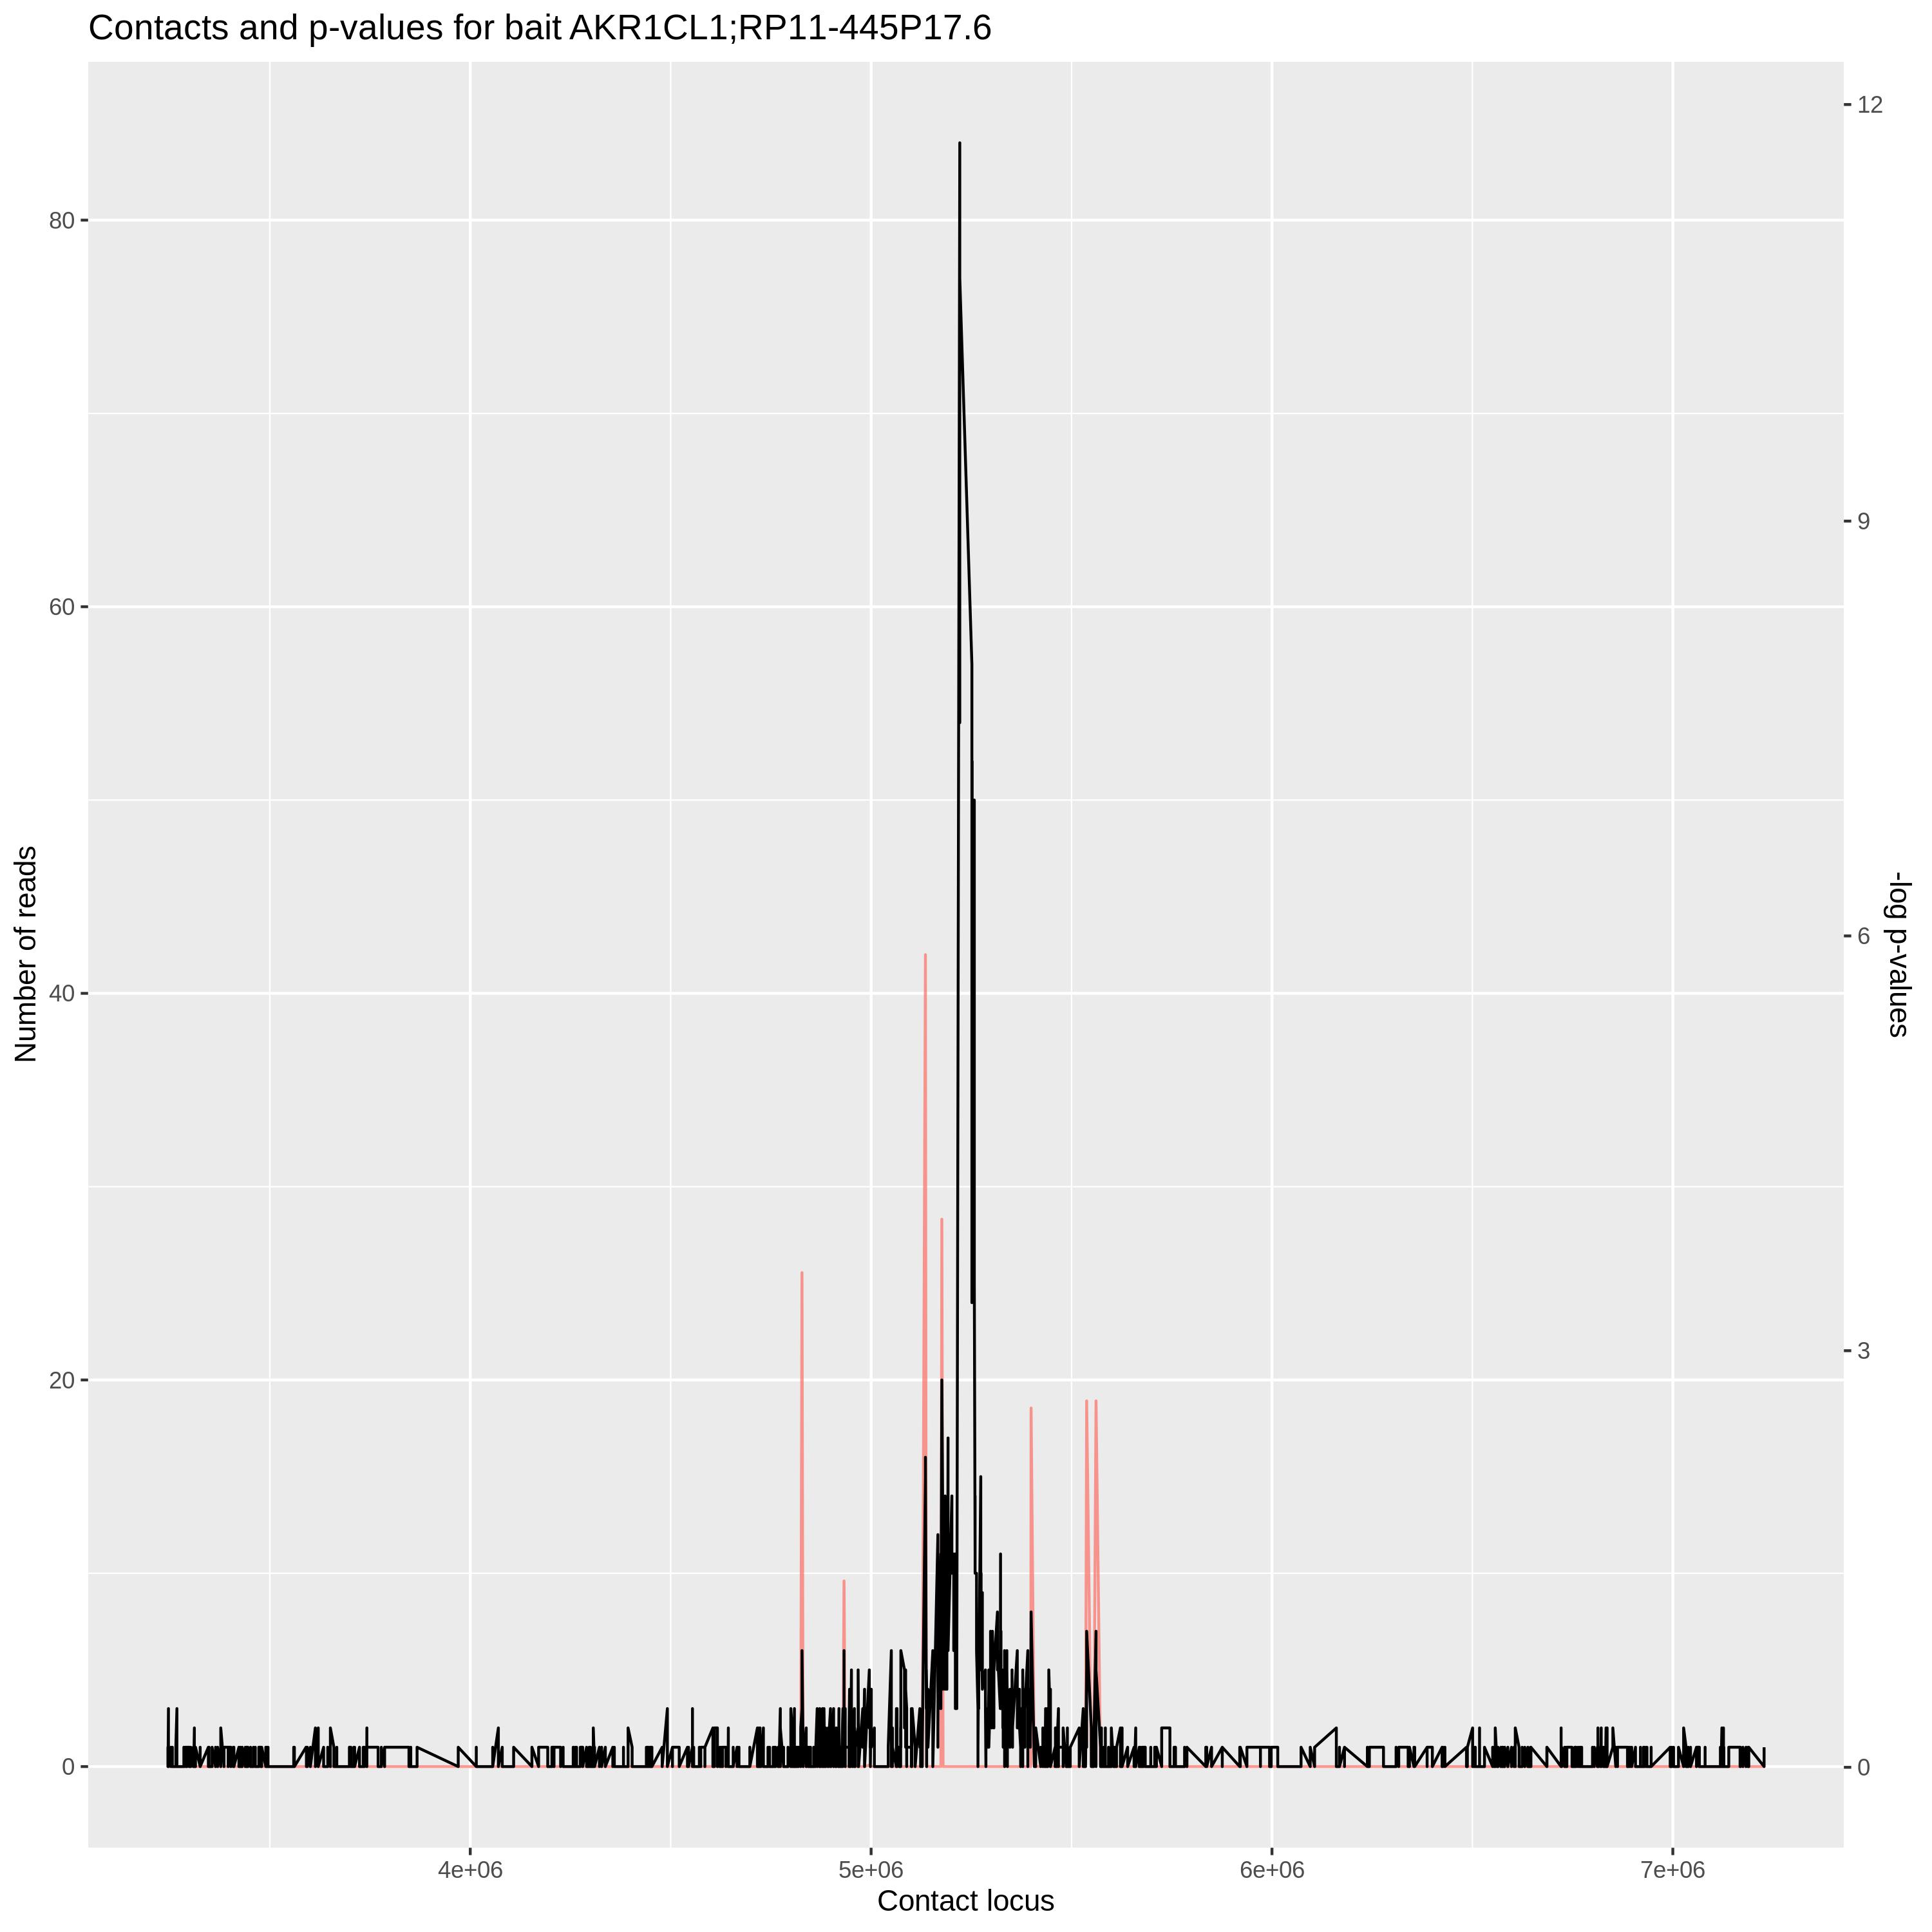 Contacts and p-values for bait AKR1CL1;RP11-445P17.6
12
80
9
60
6
40
3
20
0
0
Number of reads
-log p-values
4e+06 5e+06 6e+06 7e+06
Contact locus